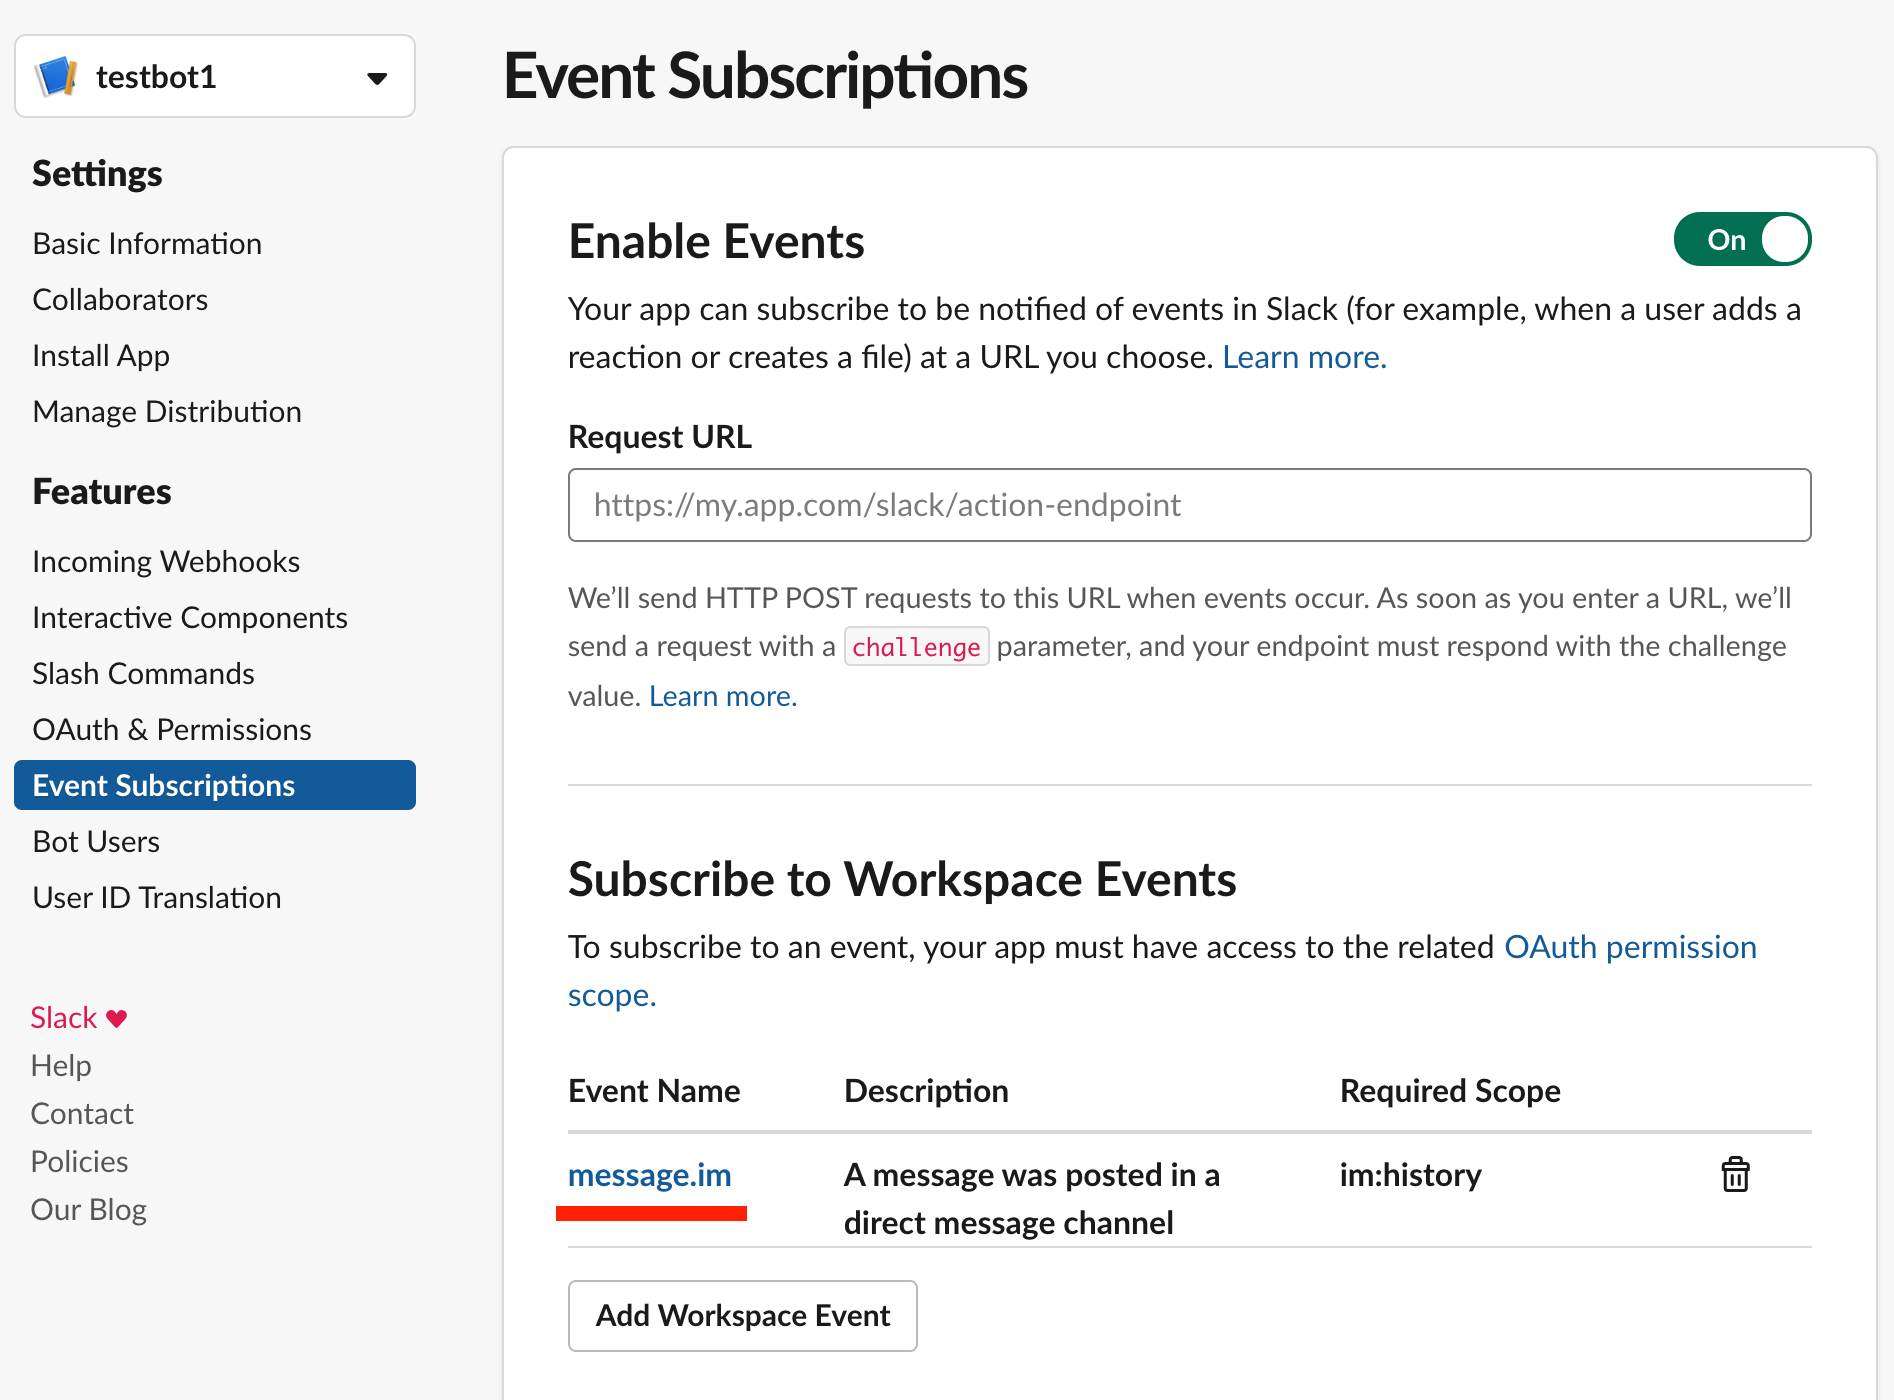 testbot1
Settings
Basic Information
Collaborators
Install App
Manage Distribution
Features
Incoming Webhooks
Interactive Components
Slash Commands
OAuth & Permissions
Event Subscriptions
Bot Users
User ID Translation
Slack ♥
Help
Contact
Policies
Our Blog
Event Subscriptions
Enable Events
On
Your app can subscribe to be notified of events in Slack (for example, when a user adds a
reaction or creates a file) at a URL you choose. Learn more.
Request URL
https://my.app.com/slack/action-endpoint
We’ll send HTTP POST requests to this URL when events occur. As soon as you enter a URL, we’ll
send a request with a challenge parameter, and your endpoint must respond with the challenge
value. Learn more.
Subscribe to Workspace Events
To subscribe to an event, your app must have access to the related OAuth permission
scope.
Event Name Description Required Scope
message.im A message was posted in a im:history
direct message channel
Add Workspace Event